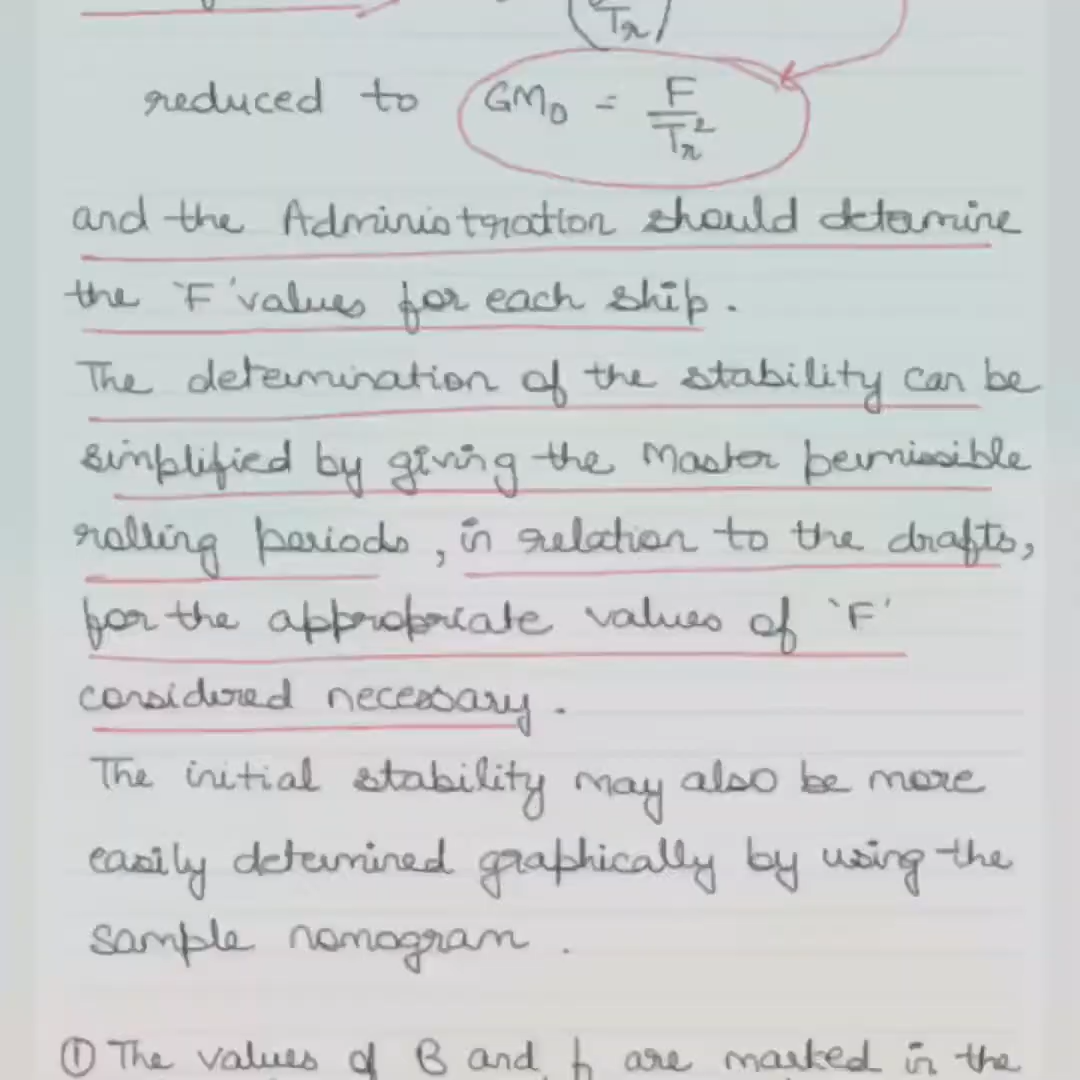 Tr
reduced to GM₀ = F/Tr²
and the Administration should determine
the 'F' values for each ship.
The determination of the stability can be
simplified by giving the Master permissible
rolling periods, in relation to the drafts,
for the appropriate values of 'F'
considered necessary.
The initial stability may also be more
easily determined graphically by using the
sample nomogram.
① The values of B and f are marked in the